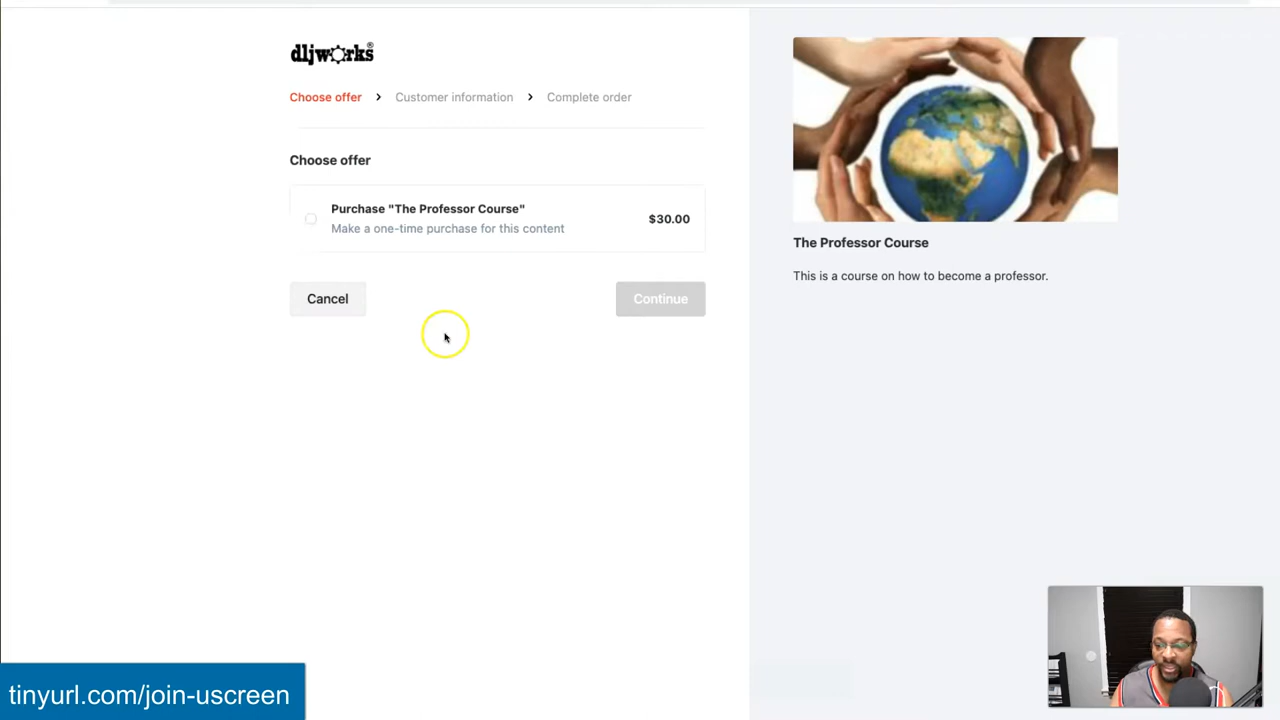 dljworks®
Choose offer > Customer information > Complete order
Choose offer
Purchase "The Professor Course"
Make a one-time purchase for this content
$30.00
Cancel
Continue
The Professor Course
This is a course on how to become a professor.
tinyurl.com/join-uscreen